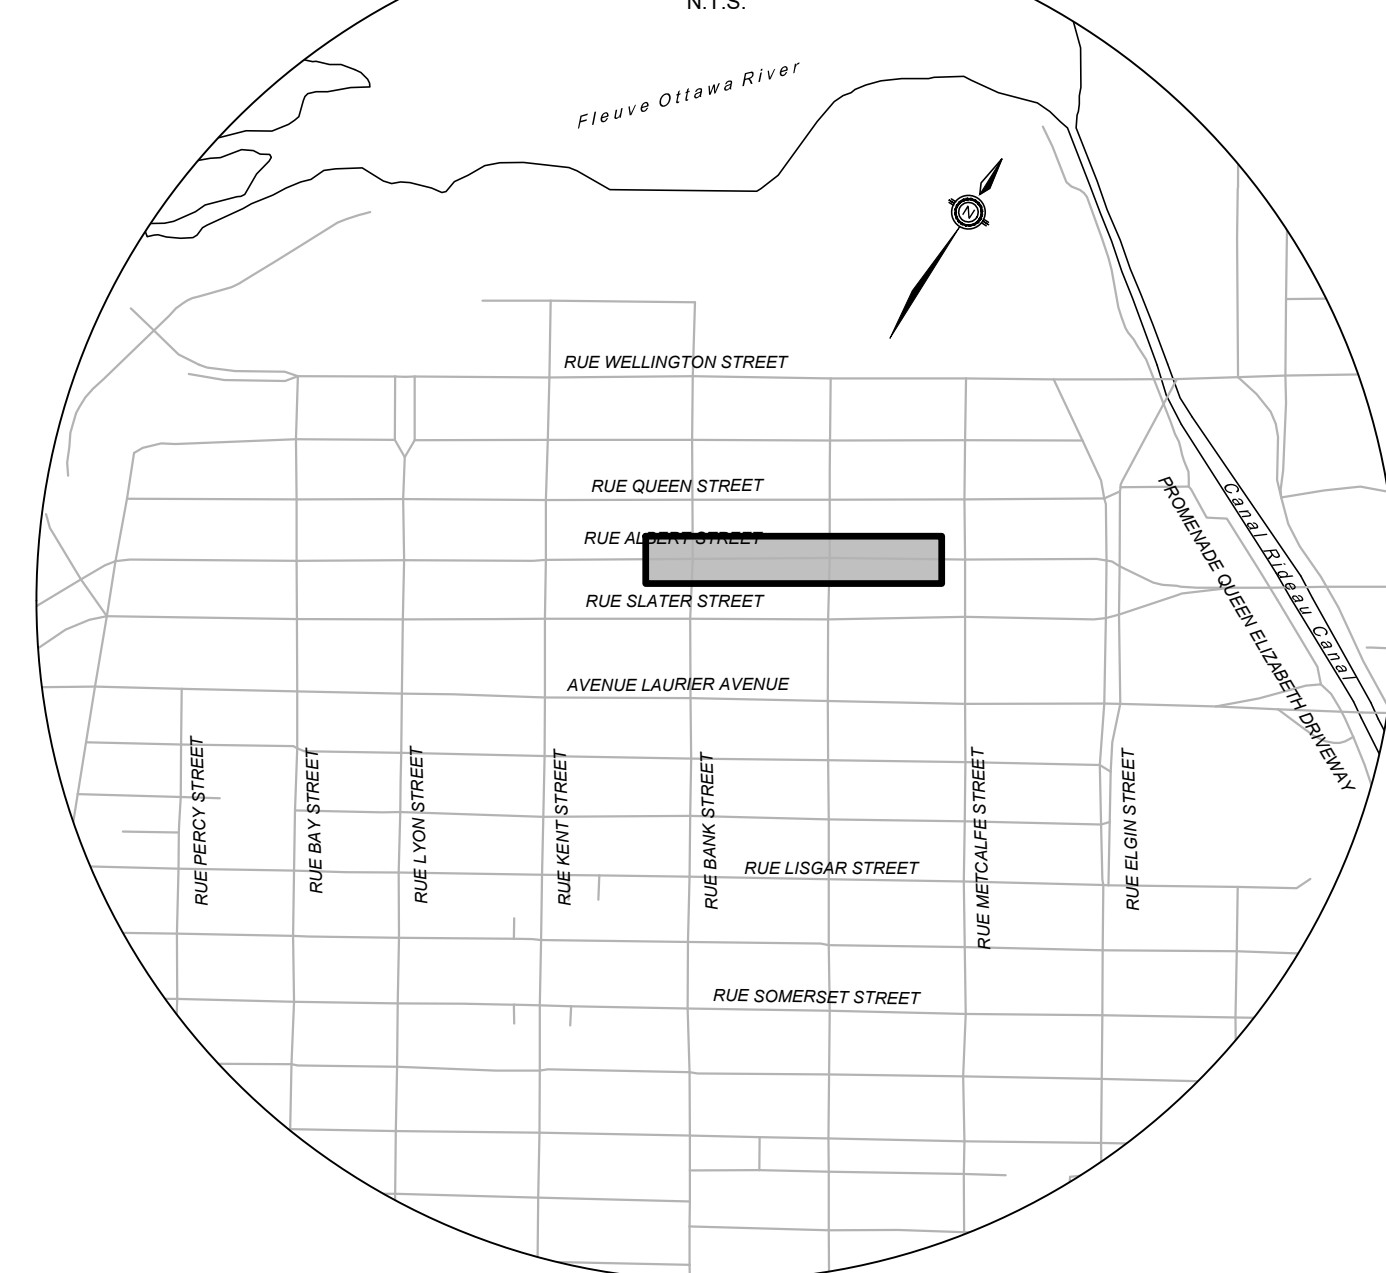 N.T.S.
Fleuve Ottawa River
N
RUE WELLINGTON STREET
RUE QUEEN STREET
RUE ALBERT STREET
RUE SLATER STREET
AVENUE LAURIER AVENUE
PROMENADE QUEEN ELIZABETH DRIVEWAY
Canal Rideau Canal
RUE PERCY STREET
RUE BAY STREET
RUE LYON STREET
RUE KENT STREET
RUE BANK STREET
RUE METCALFE STREET
RUE ELGIN STREET
RUE LISGAR STREET
RUE SOMERSET STREET